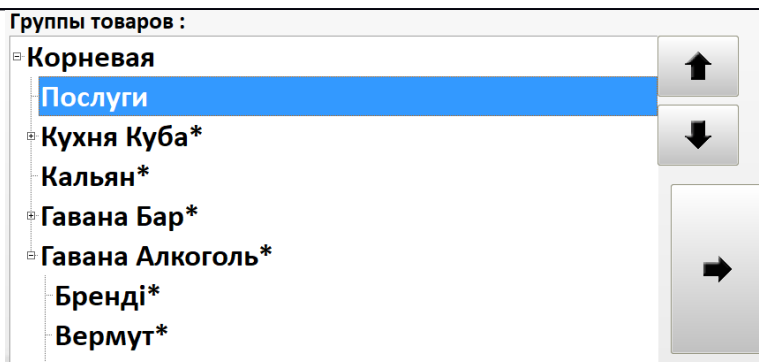 Группы товаров :
Корневая
Послуги
Кухня Куба*
Кальян*
Гавана Бар*
Гавана Алкоголь*
Бренді*
Вермут*